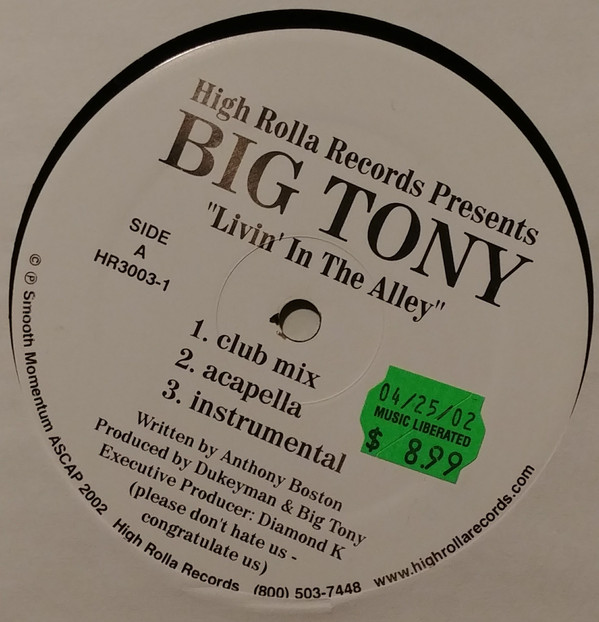 High Rolla Records Presents
BIG TONY
"Livin' In The Alley"
SIDE
A
HR3003-1
1. club mix
2. acapella
3. instrumental
04/25/02
MUSIC LIBERATED
$ 8.99
Written by Anthony Boston
Produced by Dukeyman & Big Tony
Executive Producer: Diamond K
(please don't hate us -
congratulate us)
© ℗ Smooth Momentum ASCAP 2002 High Rolla Records (800) 503-7448 www.highrollarecords.com